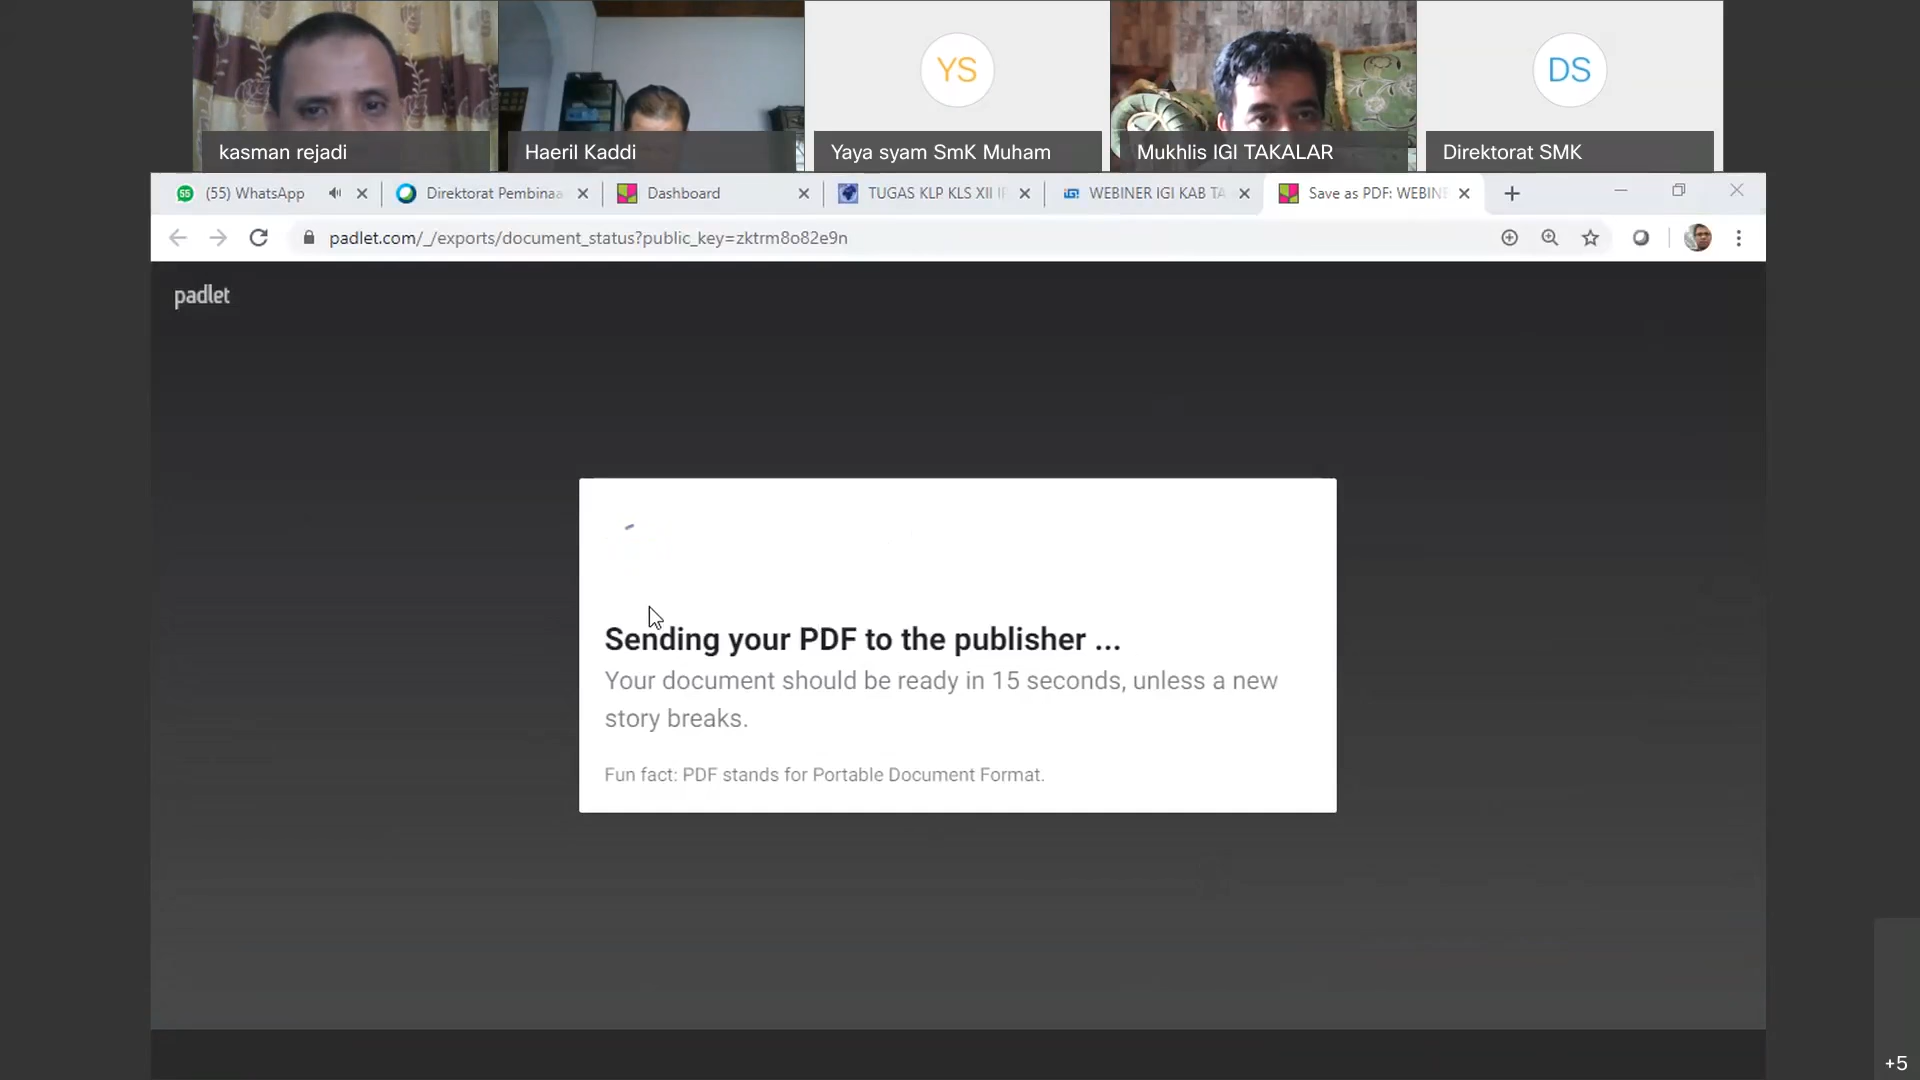 YS
DS
kasman rejadi
Haeril Kaddi
Yaya syam SmK Muham
Mukhlis IGI TAKALAR
Direktorat SMK
(55) WhatsApp
Direktorat Pembinaa
Dashboard
TUGAS KLP KLS XII IP
WEBINER IGI KAB TA
Save as PDF: WEBINE
padlet.com/_/exports/document_status?public_key=zktrm8o82e9n
padlet
Sending your PDF to the publisher ...
Your document should be ready in 15 seconds, unless a new
story breaks.
Fun fact: PDF stands for Portable Document Format.
+5